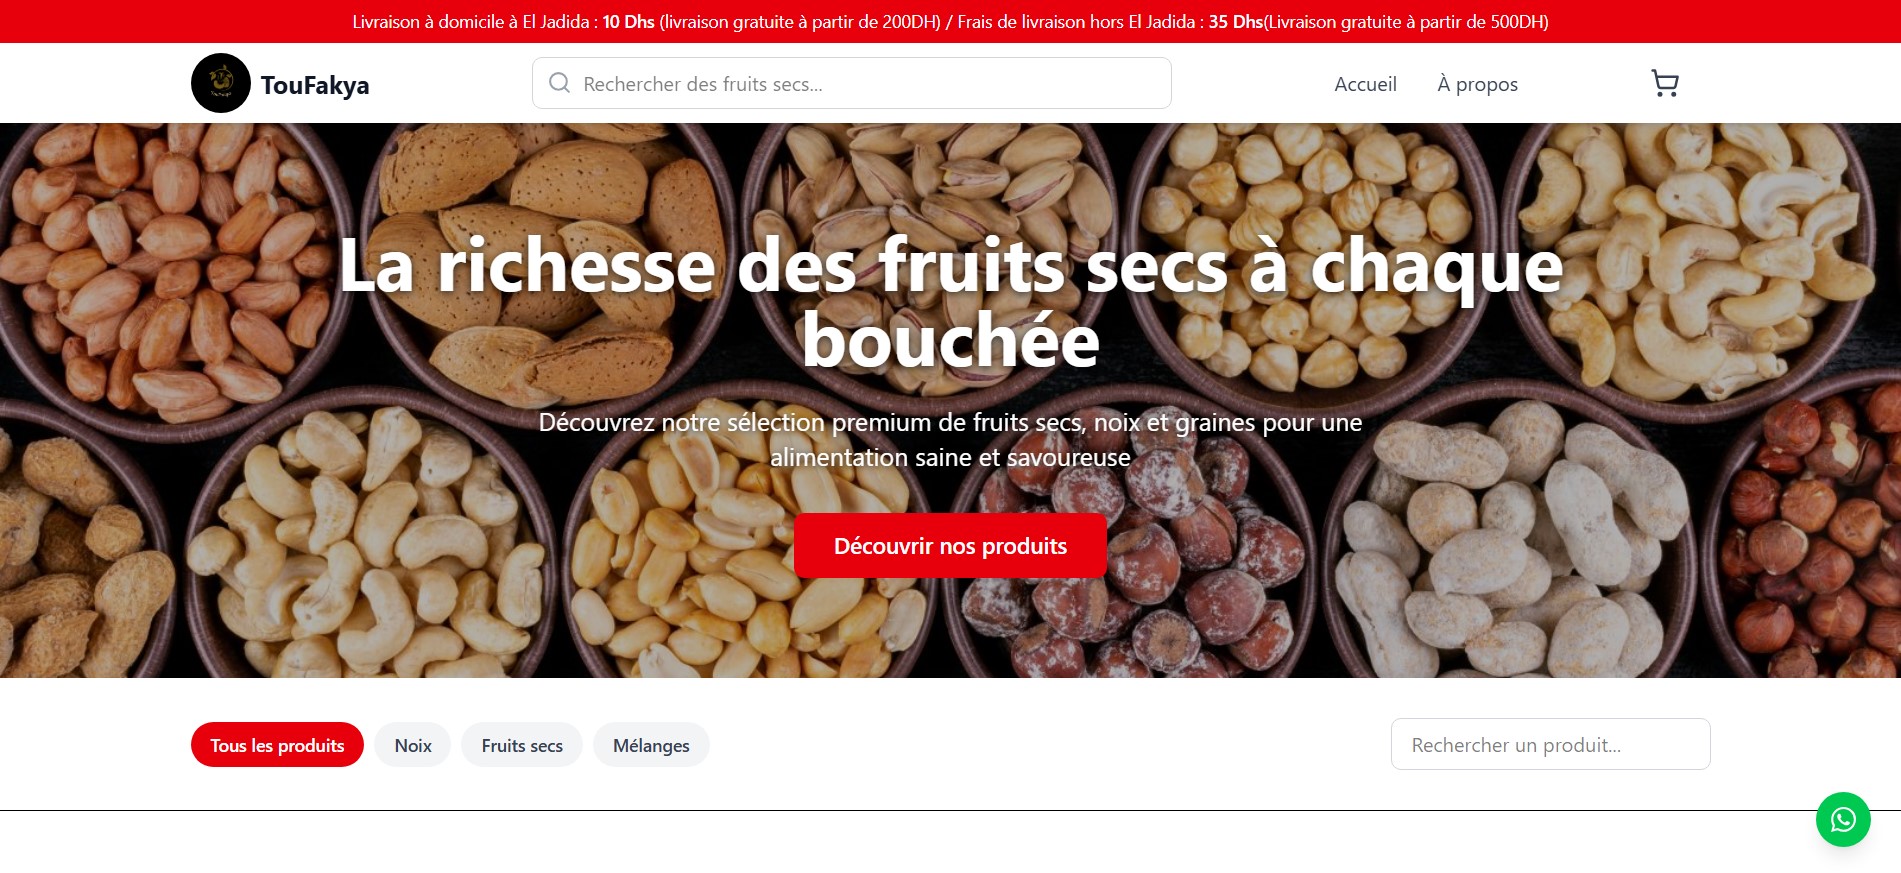 Livraison à domicile à El Jadida : 10 Dhs (livraison gratuite à partir de 200DH) / Frais de livraison hors El Jadida : 35 Dhs(Livraison gratuite à partir de 500DH)
TouFakya
Rechercher des fruits secs...
Accueil
À propos
La richesse des fruits secs à chaque
bouchée
Découvrez notre sélection premium de fruits secs, noix et graines pour une
alimentation saine et savoureuse
Découvrir nos produits
Tous les produits
Noix
Fruits secs
Mélanges
Rechercher un produit...